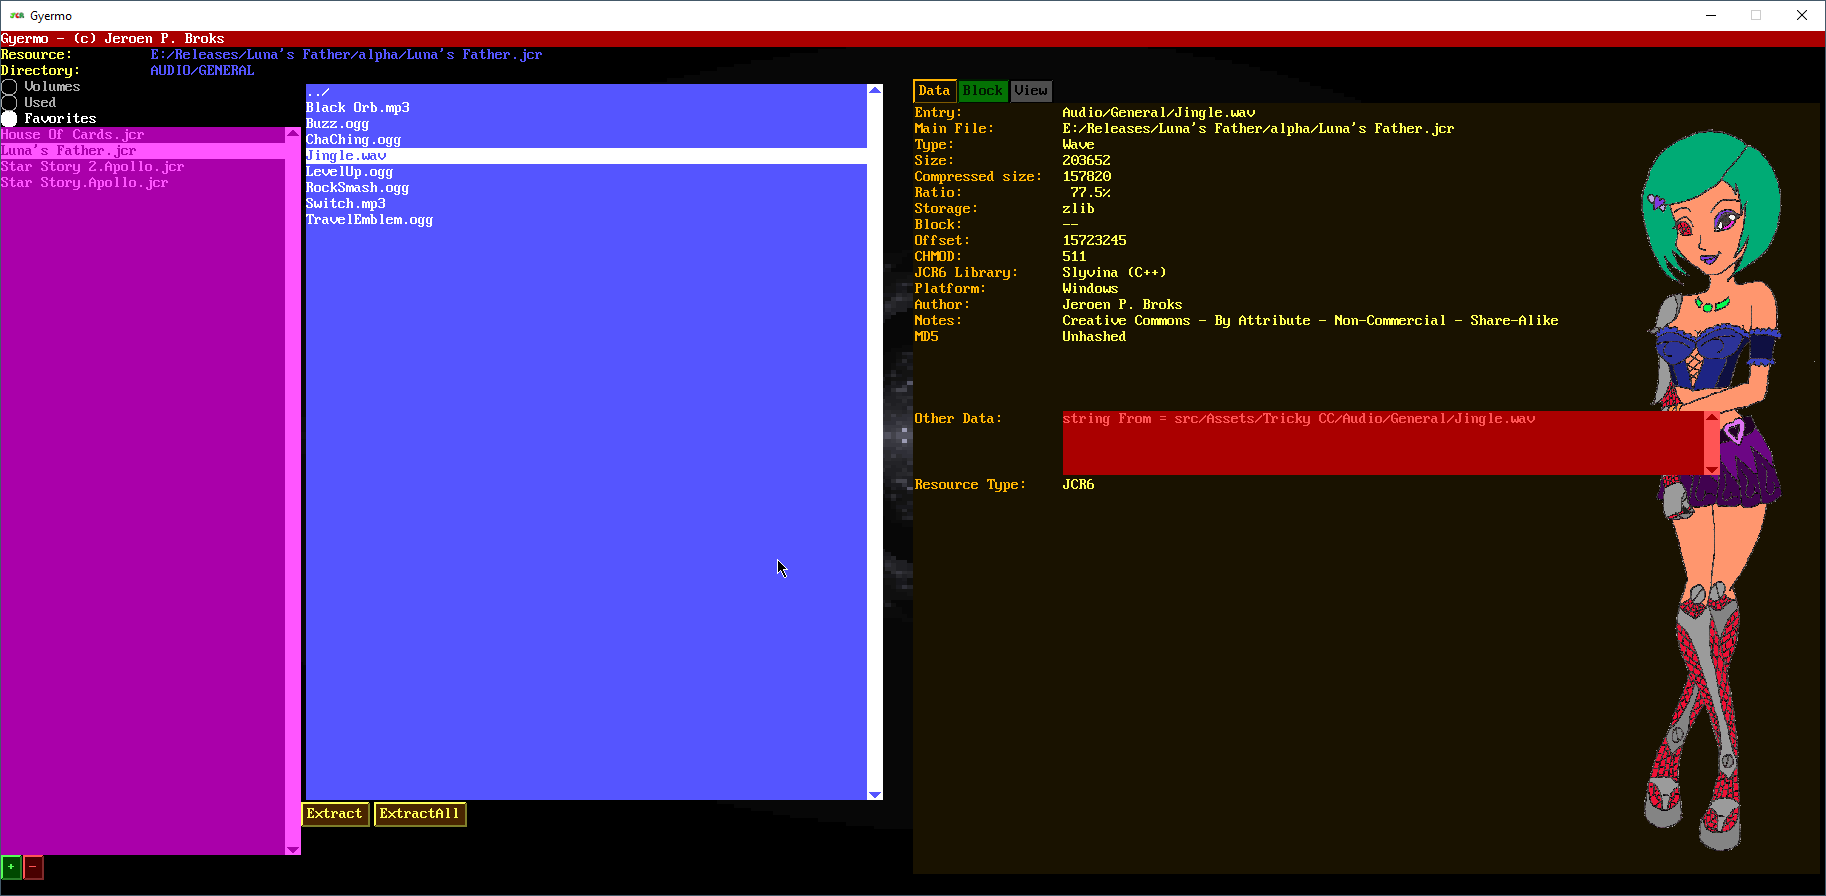 Gyermo
Gyermo - (c) Jeroen P. Broks
Resource: E:/Releases/Luna's Father/alpha/Luna's Father.jcr
Directory: AUDIO/GENERAL
Volumes
Used
Favorites
House Of Cards.jcr
Luna's Father.jcr
Star Story 2.Apollo.jcr
Star Story.Apollo.jcr
+ -
../
Black Orb.mp3
Buzz.ogg
ChaChing.ogg
Jingle.wav
LevelUp.ogg
RockSmash.ogg
Switch.mp3
TravelEmblem.ogg
Extract ExtractAll
Data Block View
Entry: Audio/General/Jingle.wav
Main File: E:/Releases/Luna's Father/alpha/Luna's Father.jcr
Type: Wave
Size: 203652
Compressed size: 157820
Ratio: 77.5%
Storage: zlib
Block: --
Offset: 15723245
CHMOD: 511
JCR6 Library: Slyvina (C++)
Platform: Windows
Author: Jeroen P. Broks
Notes: Creative Commons - By Attribute - Non-Commercial - Share-Alike
MD5 Unhashed
Other Data: string From = src/Assets/Tricky CC/Audio/General/Jingle.wav
Resource Type: JCR6